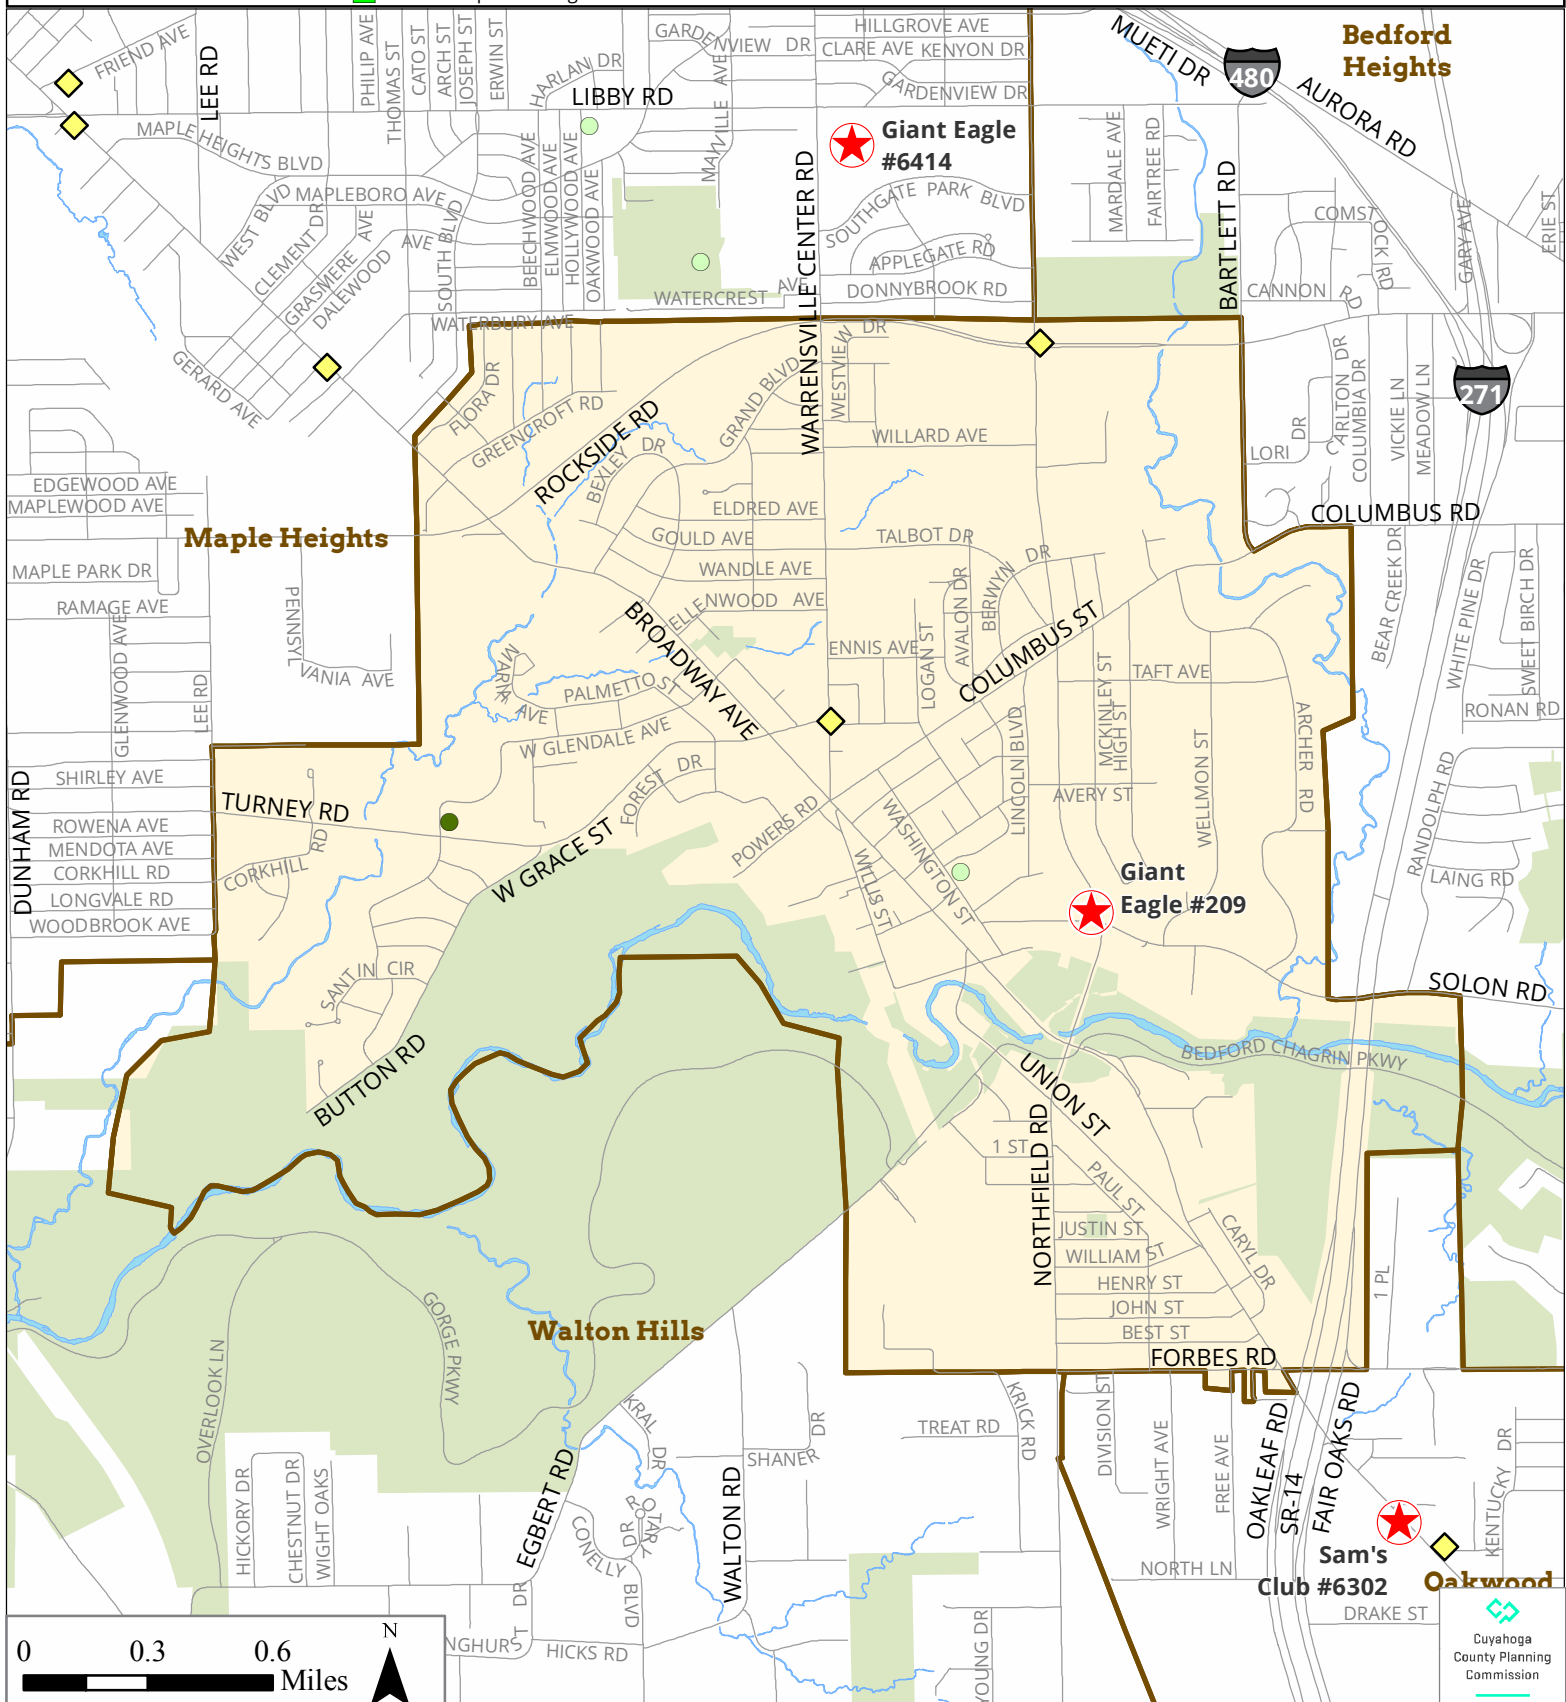 FRIEND AVE
LEE RD
PHILIP AVE
THOMAS ST
CATO ST
ARCH ST
JOSEPH ST
ERWIN ST
HARLAN DR
LIBBY RD
GARDENVIEW DR
HILLGROVE AVE
CLARE AVE
KENYON DR
GARDENVIEW DR
MUETI DR
480
Bedford
Heights
AURORA RD
MAPLE HEIGHTS BLVD
MAYVILLE AVE
Giant Eagle
#6414
MARDALE AVE
FAIRTREE RD
BARTLETT RD
WEST BLVD
MAPLEBORO AVE
CLEMENT DR
GRASMERE AVE
DALEWOOD AVE
SOUTH BLVD
BEECHWOOD AVE
ELMWOOD AVE
HOLLYWOOD AVE
OAKWOOD AVE
WARRENSVILLE CENTER RD
SOUTHGATE PARK BLVD
APPLEGATE RD
DONNYBROOK RD
WATERCREST AVE
WATERBURY AVE
COMSTOCK RD
GARY AVE
ERIE ST
CANNON RD
GERARD AVE
FLORA DR
GREENCROFT RD
ROCKSIDE RD
BEXLEY DR
GRAND BLVD
WESTVIEW DR
WILLARD AVE
LORI DR
CARLTON DR
COLUMBIA DR
VICKIE LN
MEADOW LN
271
EDGEWOOD AVE
MAPLEWOOD AVE
Maple Heights
ELDRED AVE
GOULD AVE
TALBOT DR
COLUMBUS RD
MAPLE PARK DR
RAMAGE AVE
PENNSYLVANIA AVE
GLENWOOD AVE
LEE RD
WANDLE AVE
ELLENWOOD AVE
BROADWAY AVE
AVALON DR
BERWYN DR
COLUMBUS ST
BEAR CREEK DR
WHITE PINE DR
SWEET BIRCH DR
RONAN RD
ENNIS AVE
LOGAN ST
MARK AVE
PALMETTO ST
W GLENDALE AVE
TAFT AVE
MCKINLEY ST
HIGH ST
LINCOLN BLVD
WELLMON ST
ARCHER RD
SHIRLEY AVE
DUNHAM RD
TURNEY RD
FOREST DR
POWERS RD
AVERY ST
RANDOLPH RD
ROWENA AVE
MENDOTA AVE
CORKHILL RD
LONGVALE RD
WOODBROOK AVE
CORKHILL RD
W GRACE ST
WILLIS ST
WASHINGTON ST
Giant
Eagle #209
LAING RD
SANTIN CIR
BUTTON RD
SOLON RD
BEDFORD CHAGRIN PKWY
UNION ST
NORTHFIELD RD
1 ST
PAUL ST
JUSTIN ST
WILLIAM ST
HENRY ST
JOHN ST
BEST ST
CARYL DR
FORBES RD
1 PL
Walton Hills
GORGE PKWY
OVERLOOK LN
EGBERT RD
KRAL DR
SHANER DR
WALTON RD
TREAT RD
KRICK RD
DIVISION ST
WRIGHT AVE
FREE AVE
OAKLEAF RD
SR-14
FAIR OAKS RD
KENTUCKY DR
HICKORY DR
CHESTNUT DR
WIGHT OAKS
ROTARY DR
CONELLY BLVD
NORTH LN
Sam's
Club #6302
Oakwood
DRAKE ST
NGHURST DR
HICKS RD
YOUNG DR
0 0.3 0.6
Miles
N
Cuyahoga
County Planning
Commission